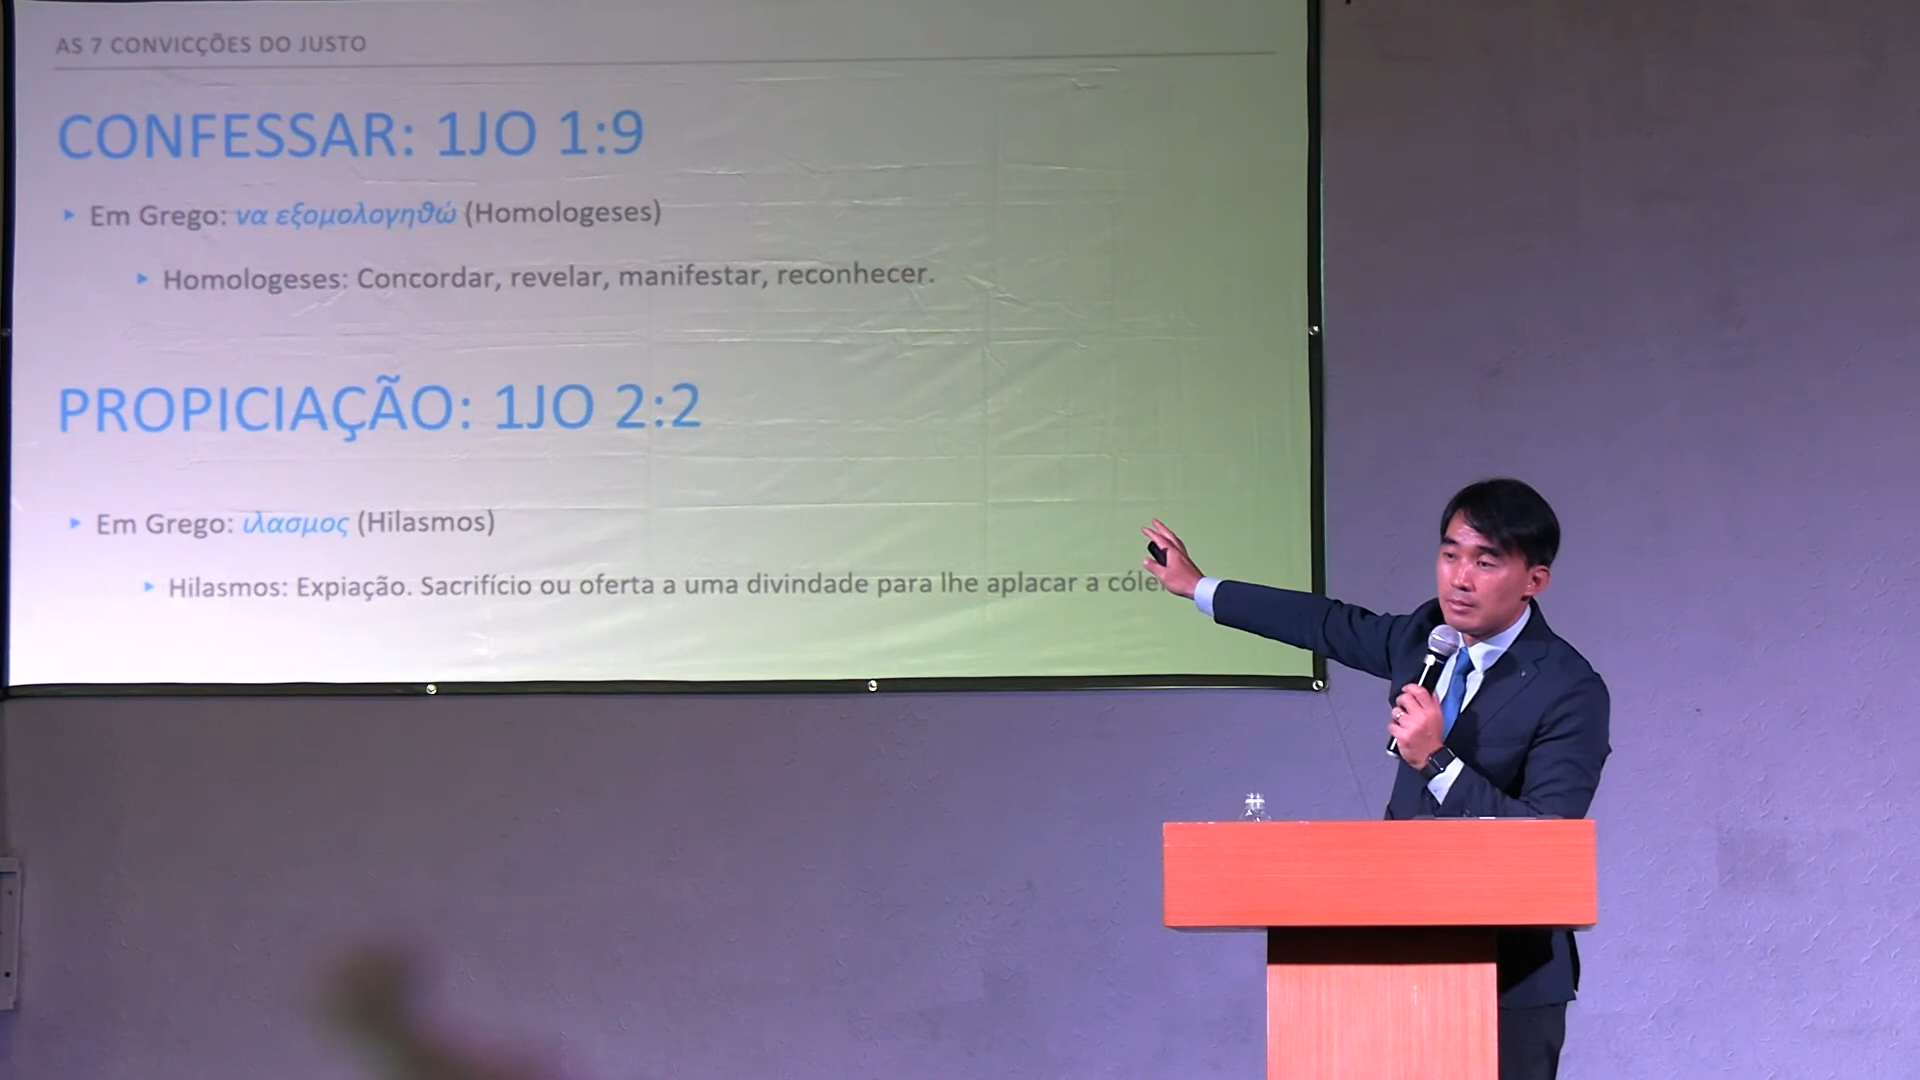 AS 7 CONVICÇÕES DO JUSTO
CONFESSAR: 1JO 1:9
Em Grego: να εξομολογηθώ (Homologeses)
Homologeses: Concordar, revelar, manifestar, reconhecer.
PROPICIAÇÃO: 1JO 2:2
Em Grego: ιλασμος (Hilasmos)
Hilasmos: Expiação. Sacrifício ou oferta a uma divindade para lhe aplacar a